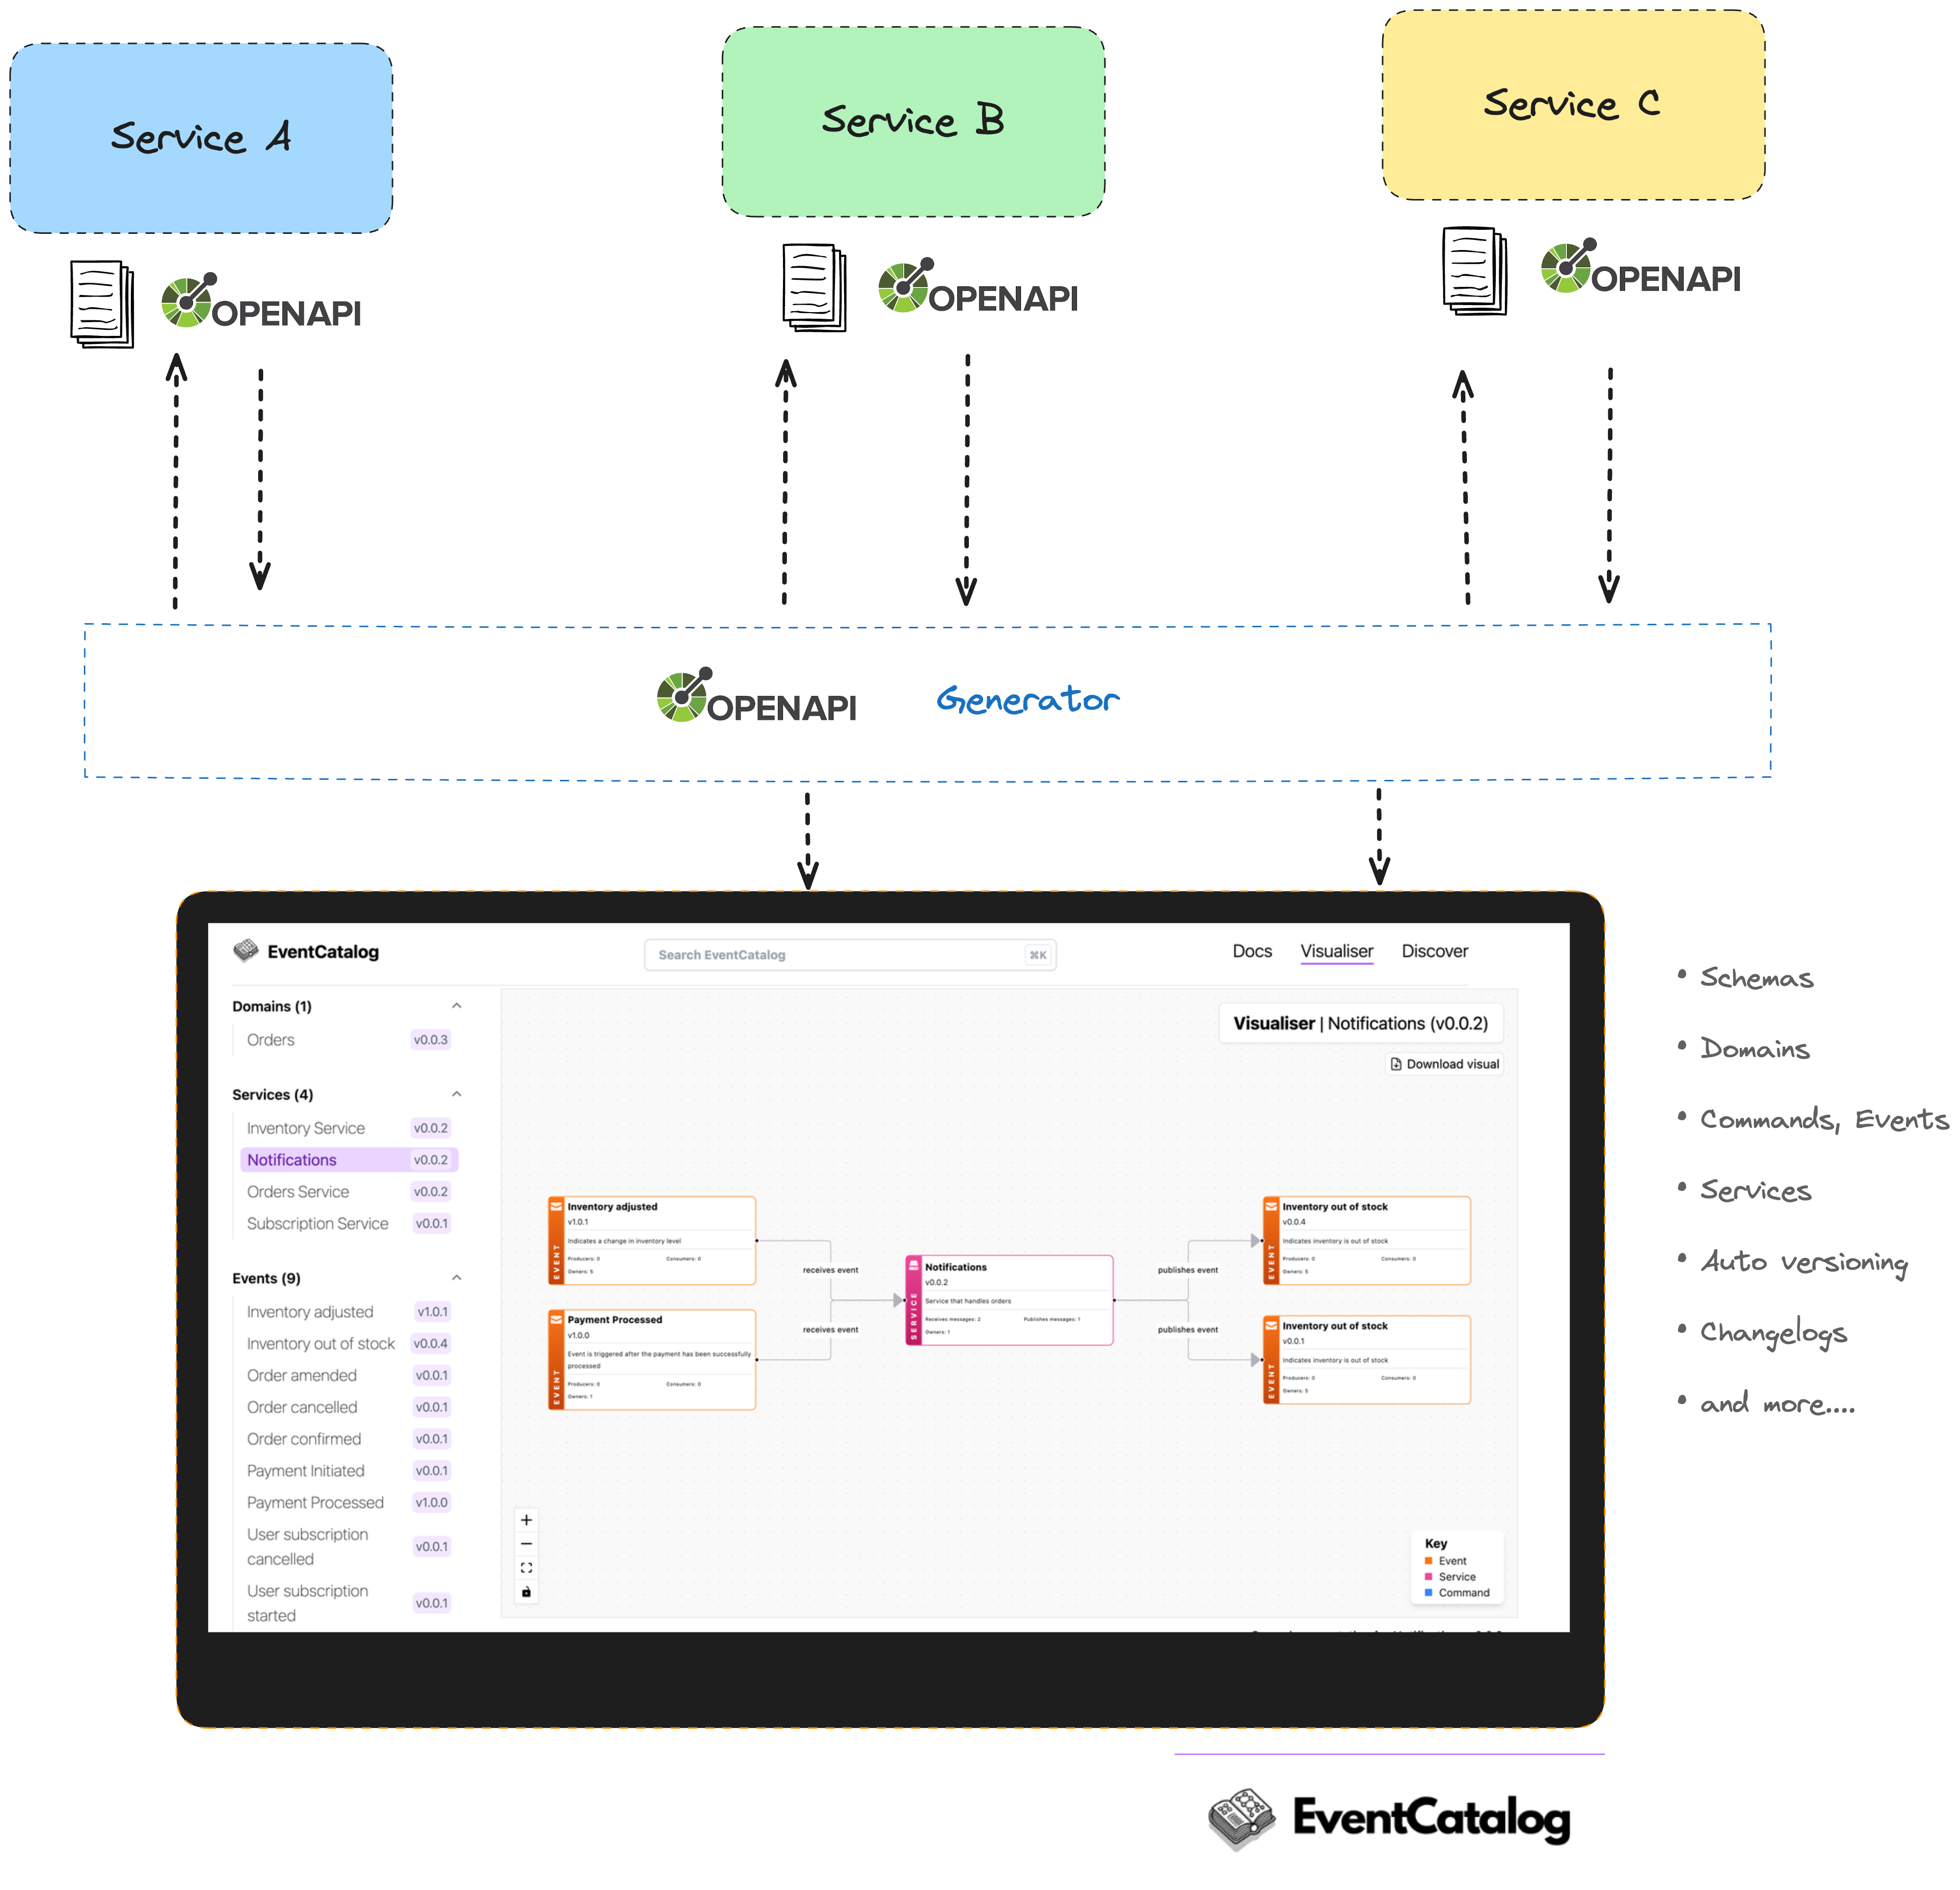 Service A
Service B
Service C
OPENAPI
OPENAPI
OPENAPI
OPENAPI
Generator
EventCatalog
Search EventCatalog
⌘K
Docs
Visualiser
Discover
Domains (1)
Orders
v0.0.3
Services (4)
Inventory Service
v0.0.2
Notifications
v0.0.2
Orders Service
v0.0.2
Subscription Service
v0.0.1
Events (9)
Inventory adjusted
v1.0.1
Inventory out of stock
v0.0.4
Order amended
v0.0.1
Order cancelled
v0.0.1
Order confirmed
v0.0.1
Payment Initiated
v0.0.1
Payment Processed
v1.0.0
User subscription
cancelled
v0.0.1
User subscription
started
v0.0.1
Visualiser | Notifications (v0.0.2)
Download visual
EVENT
Inventory adjusted
v1.0.1
Indicates a change in inventory level
Producers: 0
Consumers: 0
Owners: 5
EVENT
Payment Processed
v1.0.0
Event is triggered after the payment has been successfully
processed
Producers: 0
Consumers: 0
Owners: 1
receives event
receives event
SERVICE
Notifications
v0.0.2
Service that handles orders
Receives messages: 2
Publishes messages: 1
Owners: 1
publishes event
publishes event
EVENT
Inventory out of stock
v0.0.4
Indicates inventory is out of stock
Producers: 0
Consumers: 0
Owners: 5
EVENT
Inventory out of stock
v0.0.1
Indicates inventory is out of stock
Producers: 0
Consumers: 0
Owners: 5
Key
Event
Service
Command
• Schemas
• Domains
• Commands, Events
• Services
• Auto versioning
• Changelogs
• and more....
EventCatalog